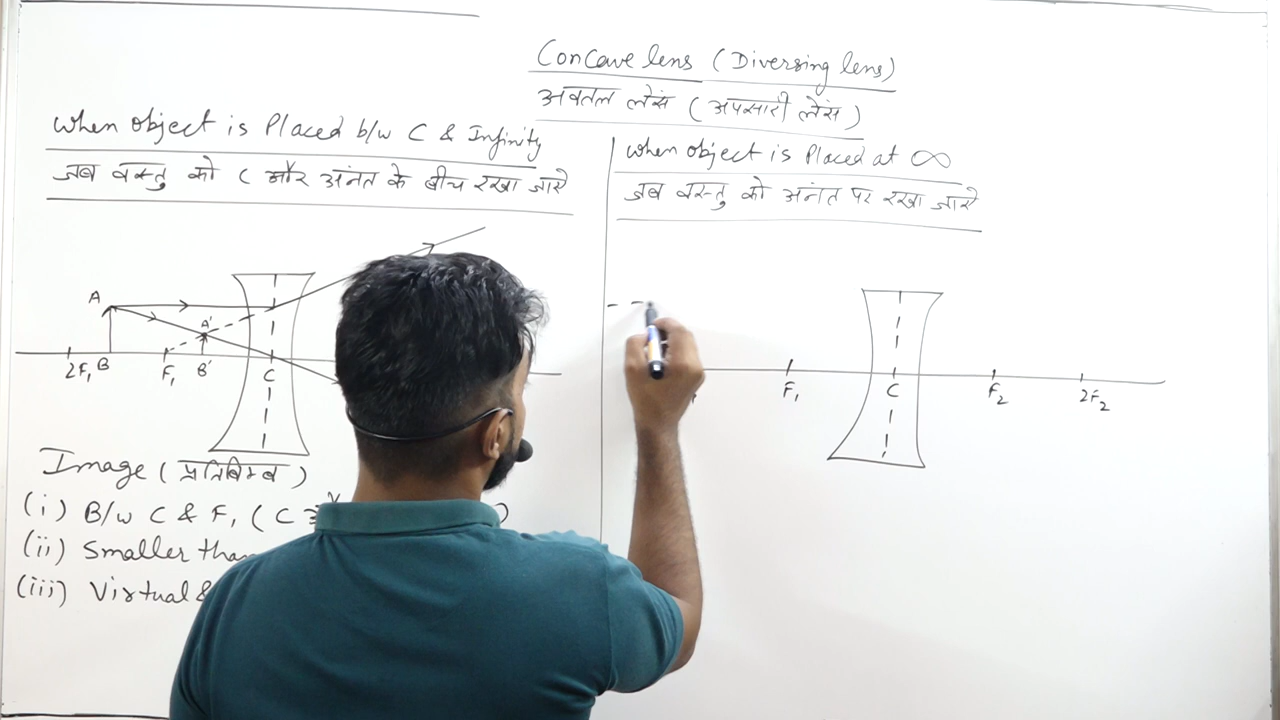 Concave lens (Diverging lens)
अवतल लेंस (अपसारी लेंस)
When object is Placed b/w C & Infinity
जब वस्तु को C और अनंत के बीच रखा जाये
A
A'
2F₁ B F₁ B' C
Image (प्रतिबिम्ब)
(i) B/w C & F₁ ( C और
(ii) Smaller than
(iii) Virtual &
When object is Placed at ∞
जब वस्तु को अनंत पर रखा जाये
F₁ C F₂ 2F₂